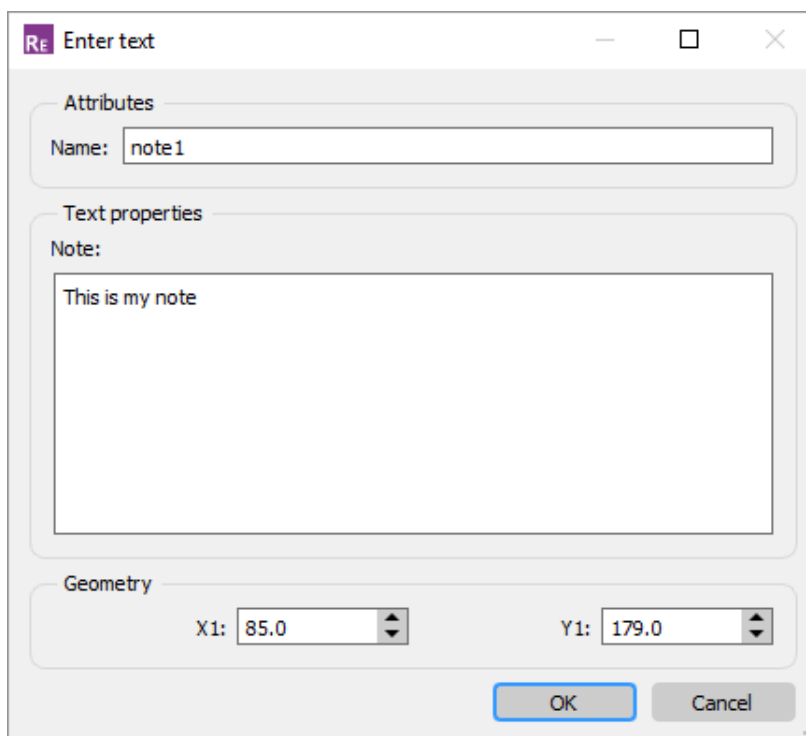 RE Enter text
Attributes
Name: note1
Text properties
Note:
This is my note
Geometry
X1: 85.0 Y1: 179.0
OK Cancel